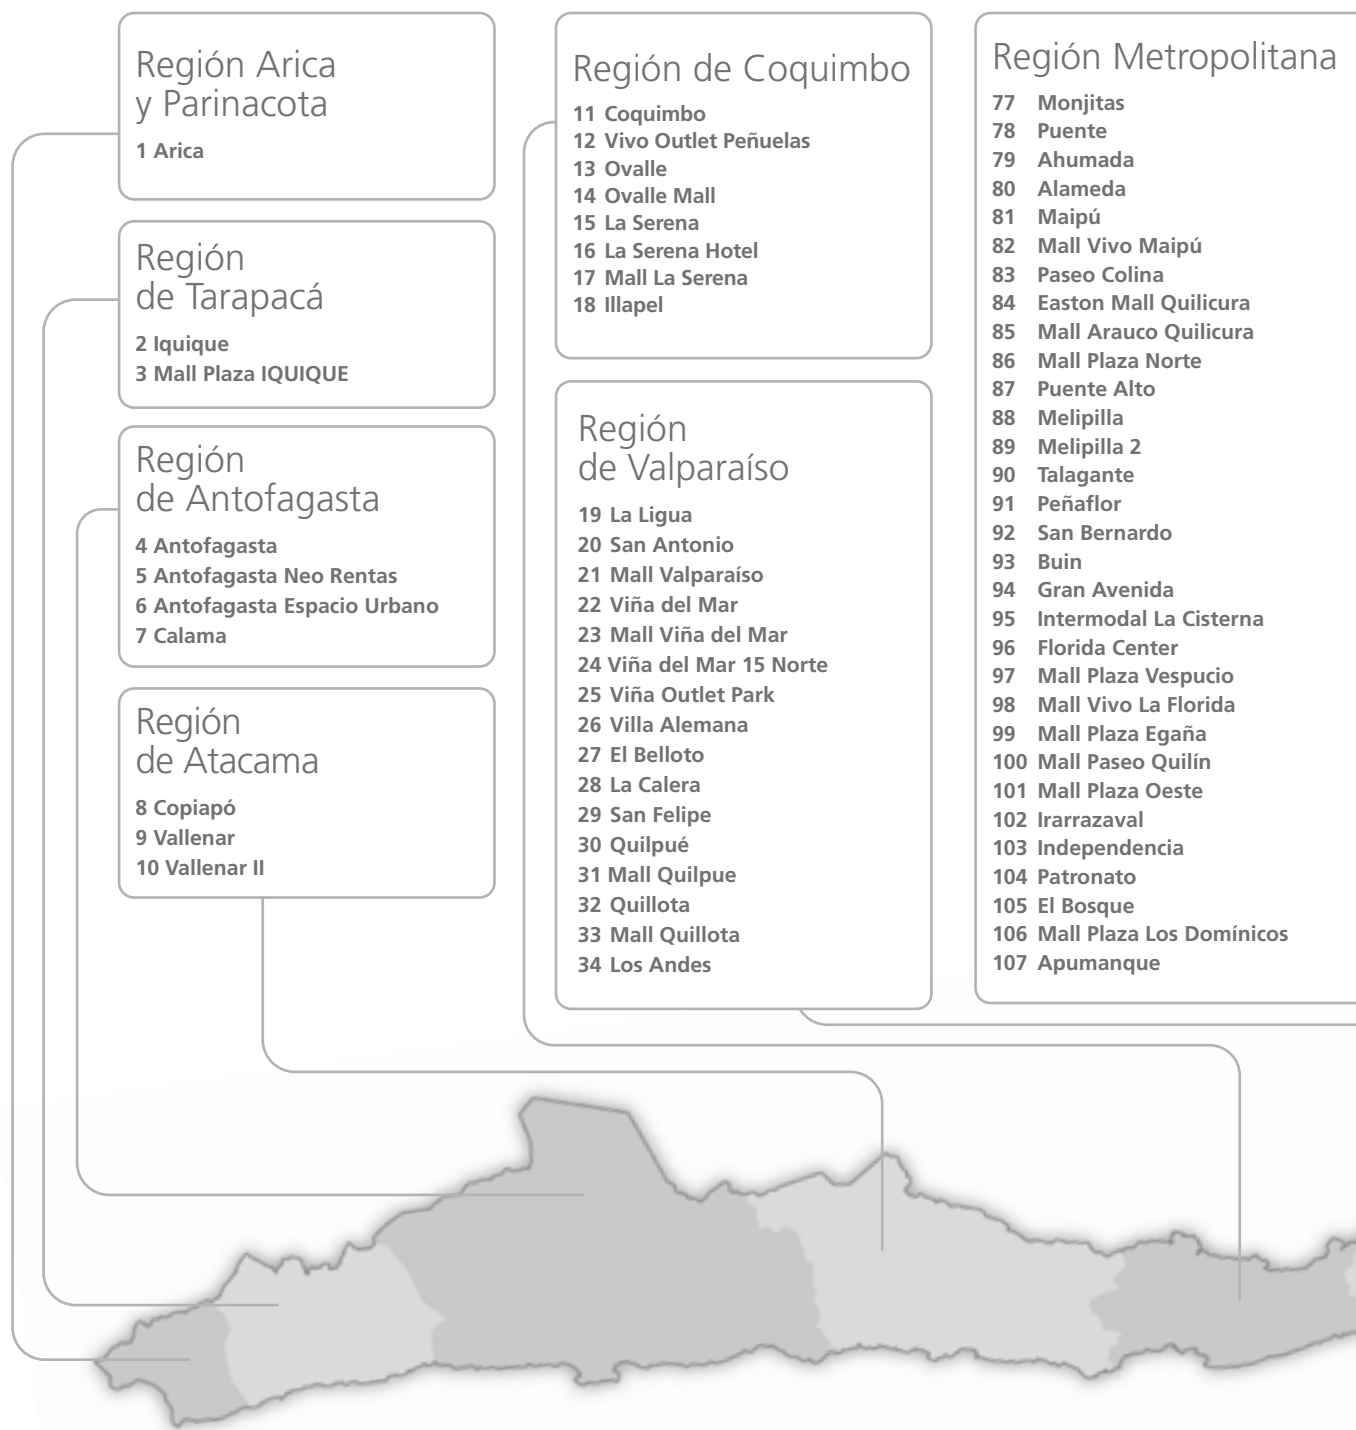 Región Arica
y Parinacota
1 Arica
Región
de Tarapacá
2 Iquique
3 Mall Plaza IQUIQUE
Región
de Antofagasta
4 Antofagasta
5 Antofagasta Neo Rentas
6 Antofagasta Espacio Urbano
7 Calama
Región
de Atacama
8 Copiapó
9 Vallenar
10 Vallenar II
Región de Coquimbo
11 Coquimbo
12 Vivo Outlet Peñuelas
13 Ovalle
14 Ovalle Mall
15 La Serena
16 La Serena Hotel
17 Mall La Serena
18 Illapel
Región
de Valparaíso
19 La Ligua
20 San Antonio
21 Mall Valparaíso
22 Viña del Mar
23 Mall Viña del Mar
24 Viña del Mar 15 Norte
25 Viña Outlet Park
26 Villa Alemana
27 El Belloto
28 La Calera
29 San Felipe
30 Quilpué
31 Mall Quilpue
32 Quillota
33 Mall Quillota
34 Los Andes
Región Metropolitana
77 Monjitas
78 Puente
79 Ahumada
80 Alameda
81 Maipú
82 Mall Vivo Maipú
83 Paseo Colina
84 Easton Mall Quilicura
85 Mall Arauco Quilicura
86 Mall Plaza Norte
87 Puente Alto
88 Melipilla
89 Melipilla 2
90 Talagante
91 Peñaflor
92 San Bernardo
93 Buin
94 Gran Avenida
95 Intermodal La Cisterna
96 Florida Center
97 Mall Plaza Vespucio
98 Mall Vivo La Florida
99 Mall Plaza Egaña
100 Mall Paseo Quilín
101 Mall Plaza Oeste
102 Irarrazaval
103 Independencia
104 Patronato
105 El Bosque
106 Mall Plaza Los Domínicos
107 Apumanque